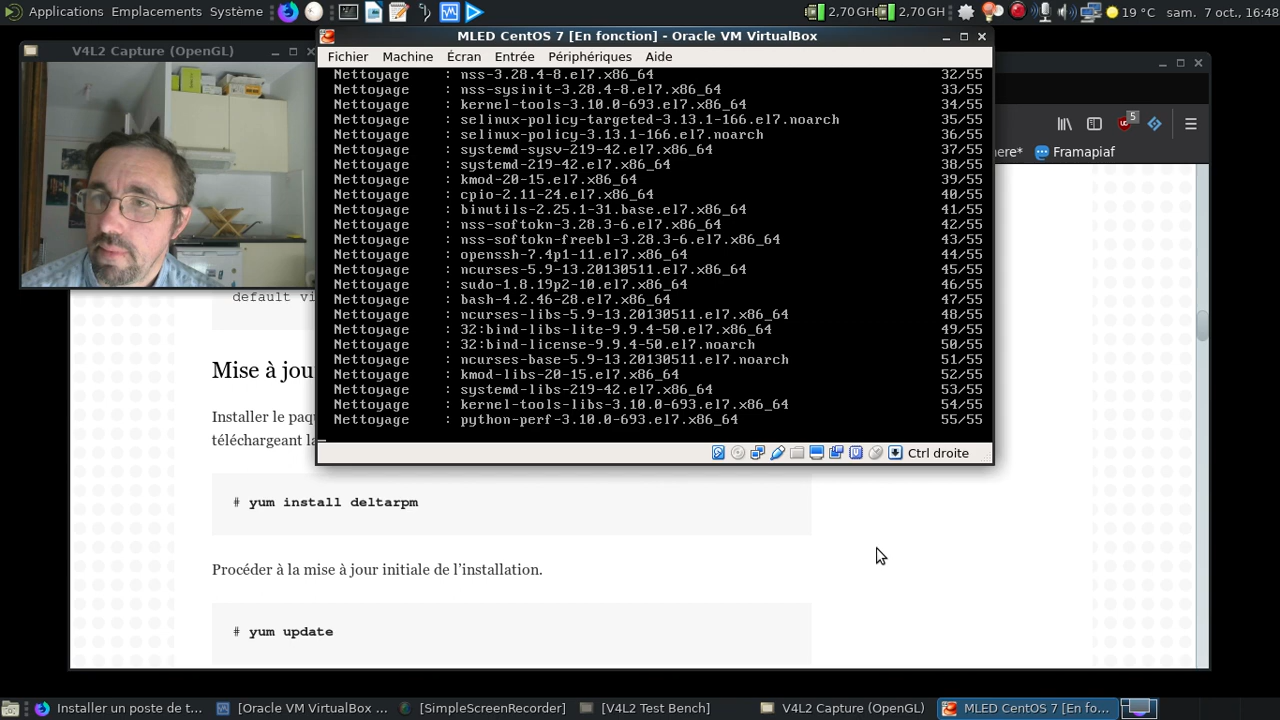 Applications Emplacements Système
2,70 GH 2,70 GH 19 °C sam. 7 oct., 16:48
V4L2 Capture (OpenGL)
MLED CentOS 7 [En fonction] - Oracle VM VirtualBox
Fichier Machine Écran Entrée Périphériques Aide
Nettoyage : nss-3.28.4-8.el7.x86_64 32/55
Nettoyage : nss-sysinit-3.28.4-8.el7.x86_64 33/55
Nettoyage : kernel-tools-3.10.0-693.el7.x86_64 34/55
Nettoyage : selinux-policy-targeted-3.13.1-166.el7.noarch 35/55
Nettoyage : selinux-policy-3.13.1-166.el7.noarch 36/55
Nettoyage : systemd-sysv-219-42.el7.x86_64 37/55
Nettoyage : systemd-219-42.el7.x86_64 38/55
Nettoyage : kmod-20-15.el7.x86_64 39/55
Nettoyage : cpio-2.11-24.el7.x86_64 40/55
Nettoyage : binutils-2.25.1-31.base.el7.x86_64 41/55
Nettoyage : nss-softokn-3.28.3-6.el7.x86_64 42/55
Nettoyage : nss-softokn-freebl-3.28.3-6.el7.x86_64 43/55
Nettoyage : openssh-7.4p1-11.el7.x86_64 44/55
Nettoyage : ncurses-5.9-13.20130511.el7.x86_64 45/55
Nettoyage : sudo-1.8.19p2-10.el7.x86_64 46/55
Nettoyage : bash-4.2.46-28.el7.x86_64 47/55
Nettoyage : ncurses-libs-5.9-13.20130511.el7.x86_64 48/55
Nettoyage : 32:bind-libs-lite-9.9.4-50.el7.x86_64 49/55
Nettoyage : 32:bind-license-9.9.4-50.el7.noarch 50/55
Nettoyage : ncurses-base-5.9-13.20130511.el7.noarch 51/55
Nettoyage : kmod-libs-20-15.el7.x86_64 52/55
Nettoyage : systemd-libs-219-42.el7.x86_64 53/55
Nettoyage : kernel-tools-libs-3.10.0-693.el7.x86_64 54/55
Nettoyage : python-perf-3.10.0-693.el7.x86_64 55/55
Ctrl droite
5
here* Framapiaf
default vi
Mise à jou
Installer le paq
téléchargeant la
# yum install deltarpm
Procéder à la mise à jour initiale de l’installation.
# yum update
Installer un poste de t... [Oracle VM VirtualBox ... [SimpleScreenRecorder] [V4L2 Test Bench] V4L2 Capture (OpenGL) MLED CentOS 7 [En fo...